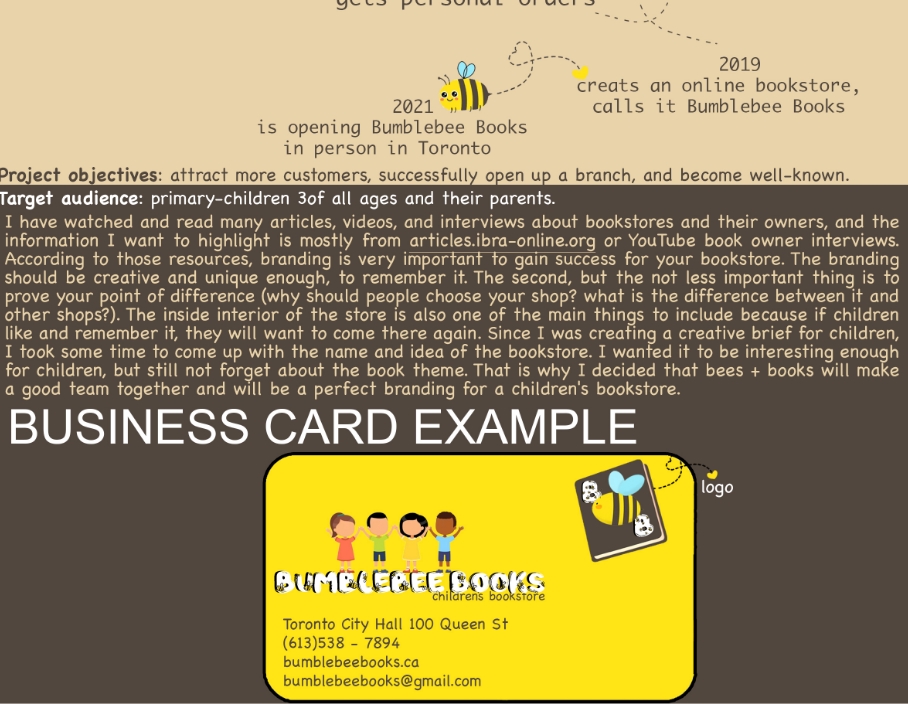 gets personal orders
2019
creats an online bookstore,
calls it Bumblebee Books
2021
is opening Bumblebee Books
in person in Toronto
Project objectives: attract more customers, successfully open up a branch, and become well-known.
Target audience: primary-children 3of all ages and their parents.
I have watched and read many articles, videos, and interviews about bookstores and their owners, and the
information I want to highlight is mostly from articles.ibra-online.org or YouTube book owner interviews.
According to those resources, branding is very important to gain success for your bookstore. The branding
should be creative and unique enough, to remember it. The second, but the not less important thing is to
prove your point of difference (why should people choose your shop? what is the difference between it and
other shops?). The inside interior of the store is also one of the main things to include because if children
like and remember it, they will want to come there again. Since I was creating a creative brief for children,
I took some time to come up with the name and idea of the bookstore. I wanted it to be interesting enough
for children, but still not forget about the book theme. That is why I decided that bees + books will make
a good team together and will be a perfect branding for a children's bookstore.
BUSINESS CARD EXAMPLE
B
B
logo
BUMBLEBEE BOOKS
childrens bookstore
Toronto City Hall 100 Queen St
(613)538 - 7894
bumblebeebooks.ca
bumblebeebooks@gmail.com